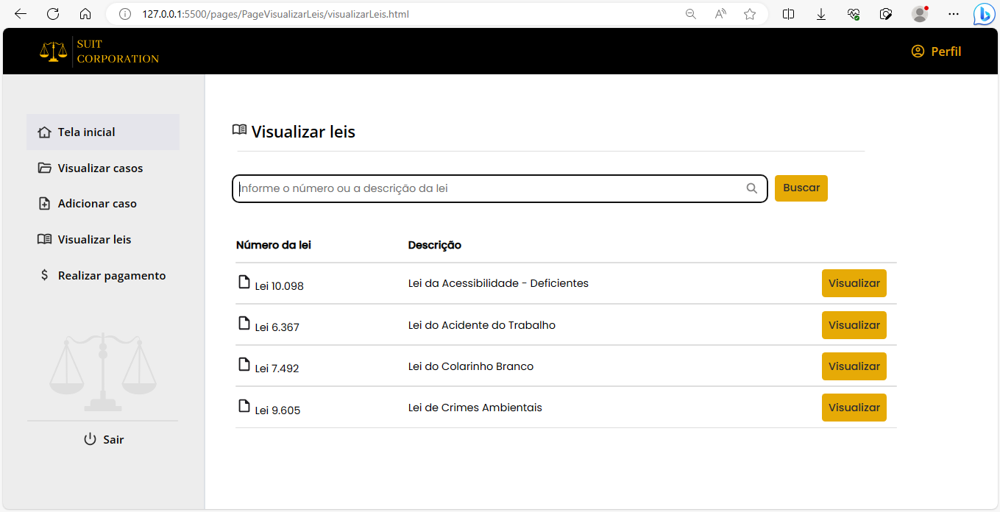 127.0.0.1:5500/pages/PageVisualizarLeis/visualizarLeis.html
SUIT
CORPORATION
Perfil
Tela inicial
Visualizar casos
Adicionar caso
Visualizar leis
$ Realizar pagamento
Sair
Visualizar leis
Informe o número ou a descrição da lei
Buscar
Número da lei Descrição
Lei 10.098 Lei da Acessibilidade - Deficientes Visualizar
Lei 6.367 Lei do Acidente do Trabalho Visualizar
Lei 7.492 Lei do Colarinho Branco Visualizar
Lei 9.605 Lei de Crimes Ambientais Visualizar